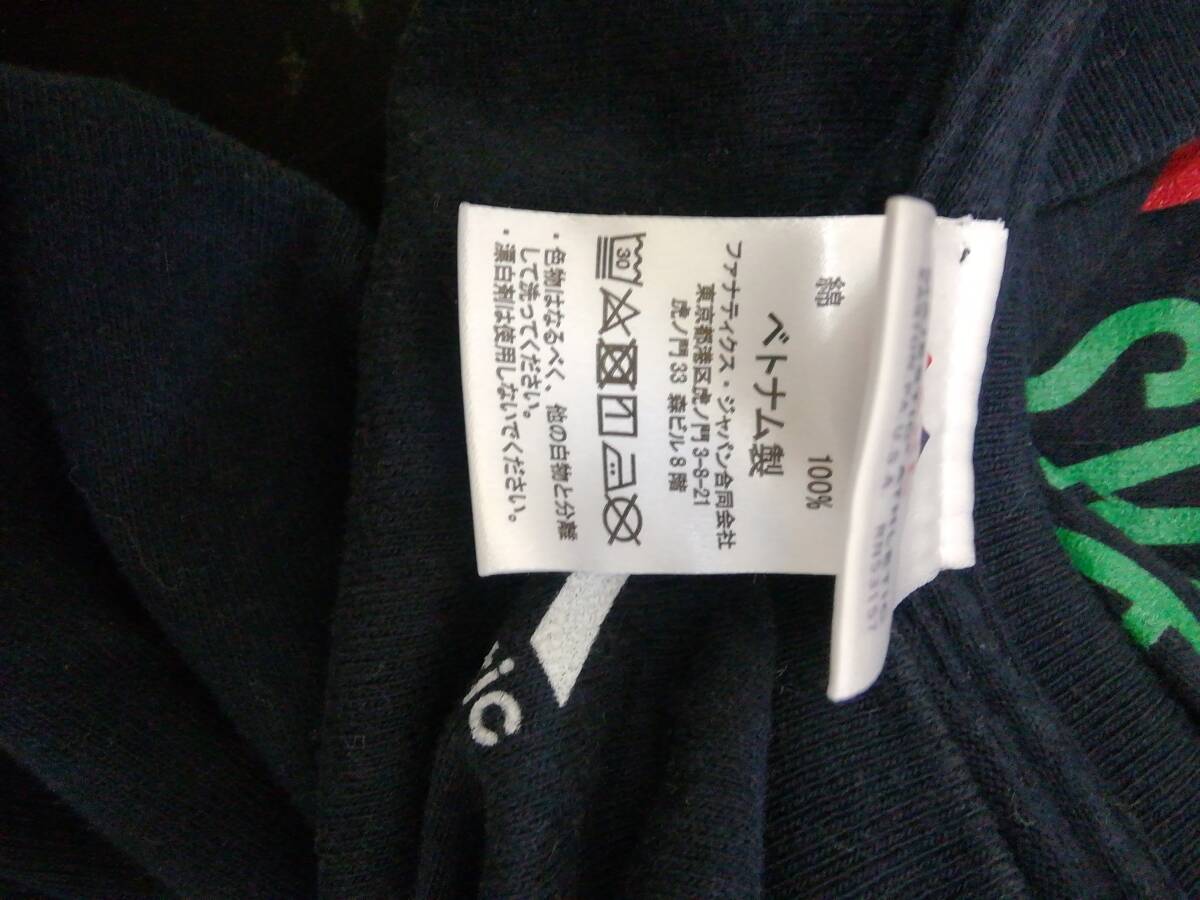 綿 100%
ベトナム製
ファナティクス・ジャパン合同会社
東京都港区虎ノ門 3-8-21
虎ノ門 33 森ビル 8 階
30
・色物はなるべく、他の白物と分離
して洗ってください。
・漂白剤は使用しないでください。
ic